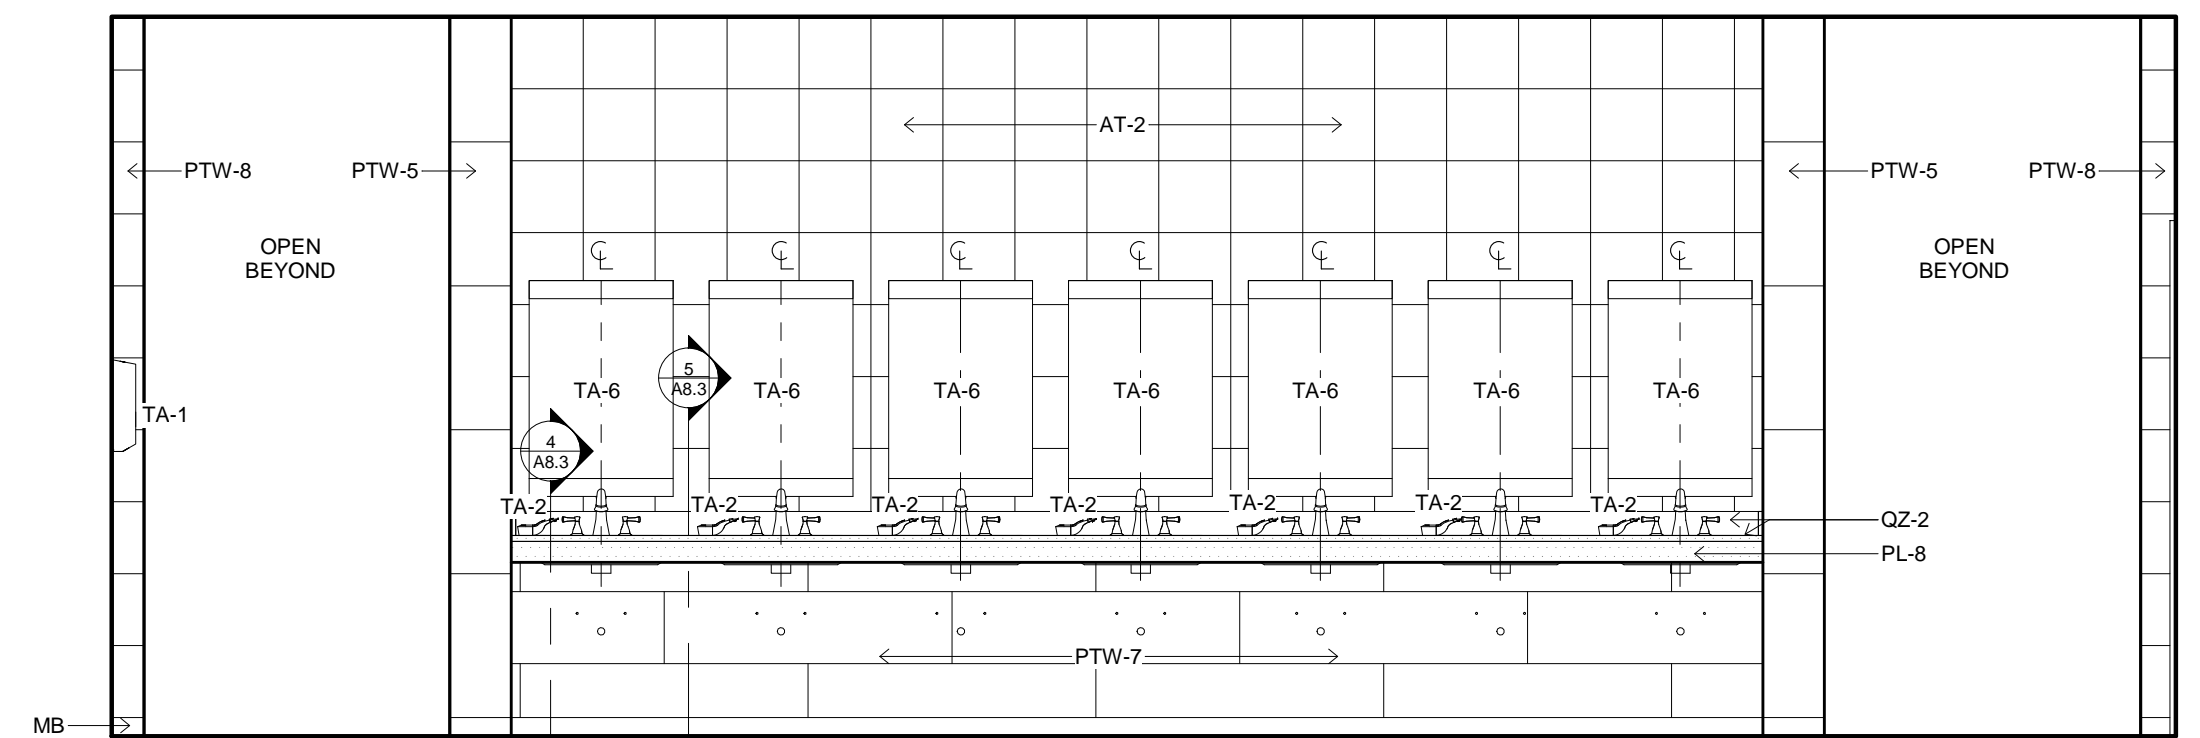 AT-2
PTW-8
PTW-5
PTW-5
PTW-8
OPEN
BEYOND
OPEN
BEYOND
℄ ℄ ℄ ℄ ℄ ℄ ℄
5
A8.3
TA-6 TA-6 TA-6 TA-6 TA-6 TA-6 TA-6
TA-1
4
A8.3
TA-2 TA-2 TA-2 TA-2 TA-2 TA-2 TA-2
QZ-2
PL-8
PTW-7
MB